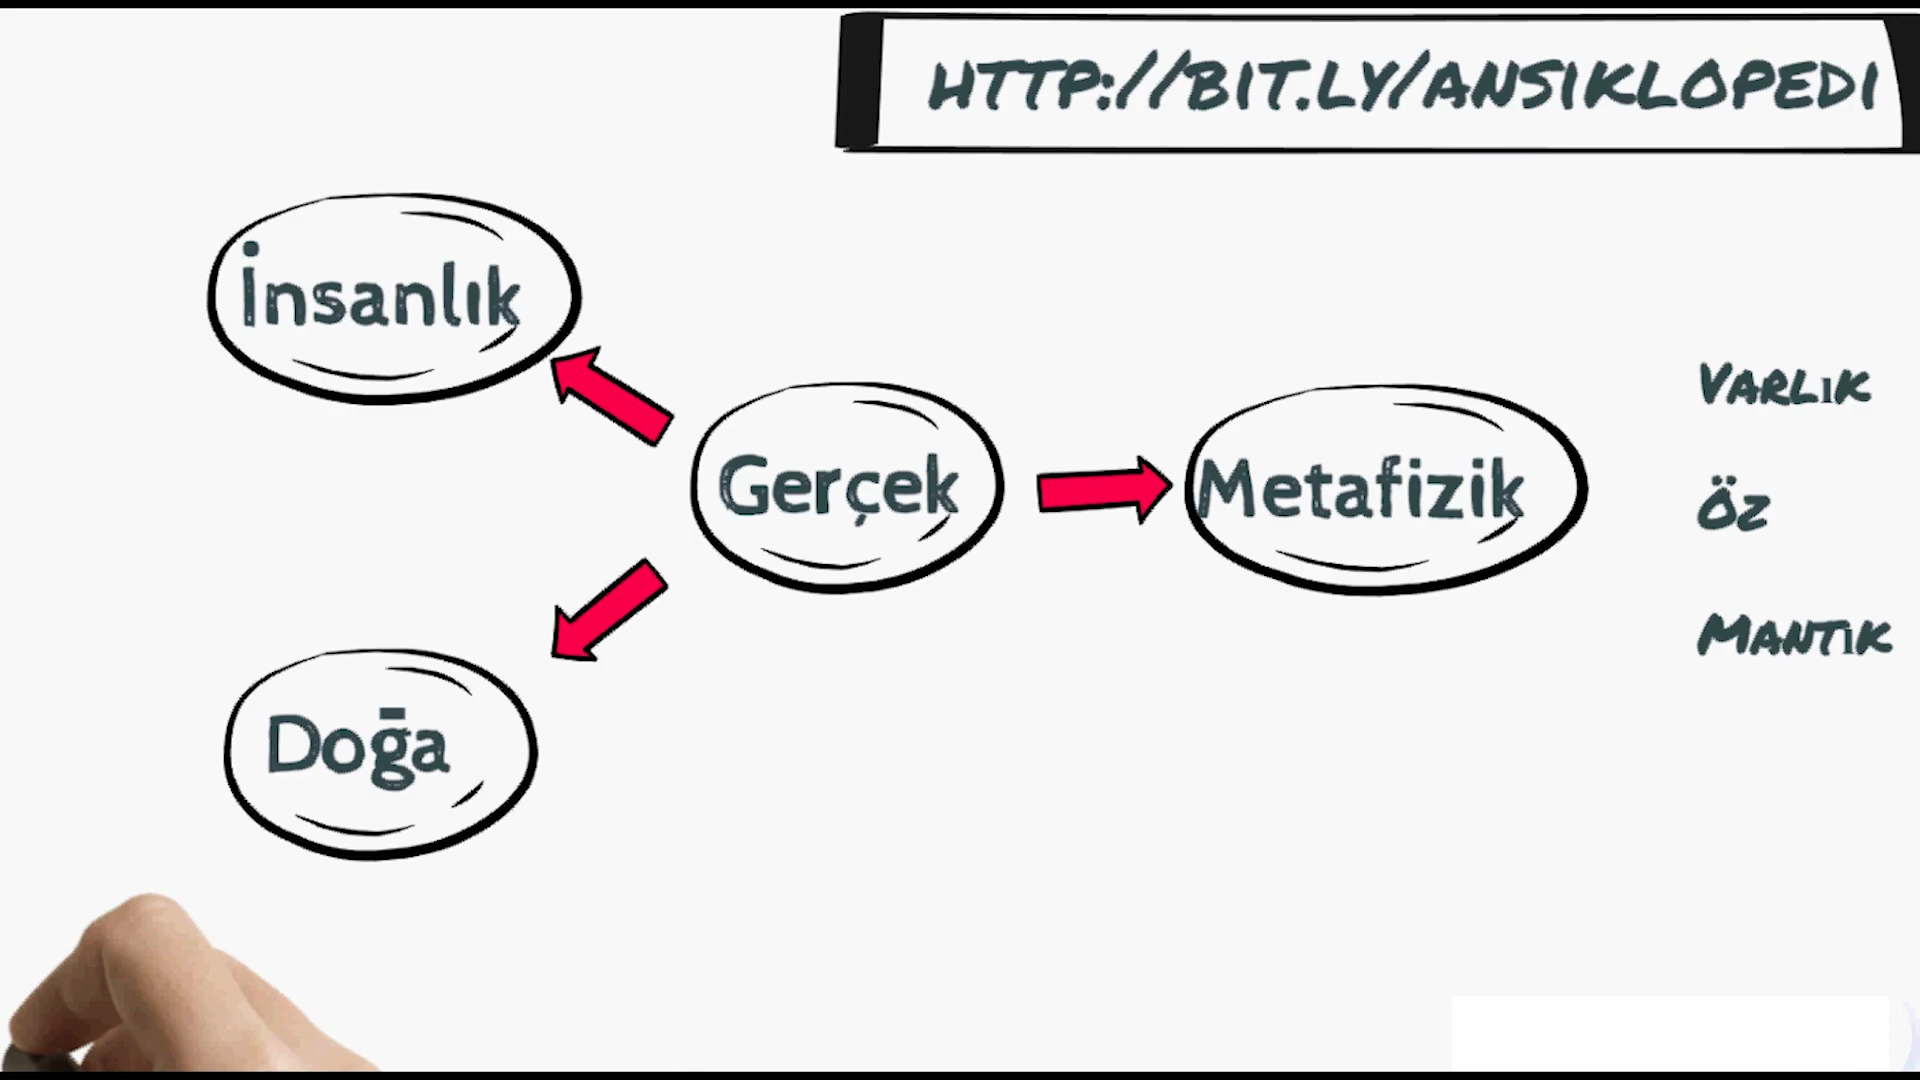 HTTP://BIT.LY/ANSIKLOPEDI
İnsanlık
Gerçek
Metafizik
Doğa
Varlık
Öz
Mantık